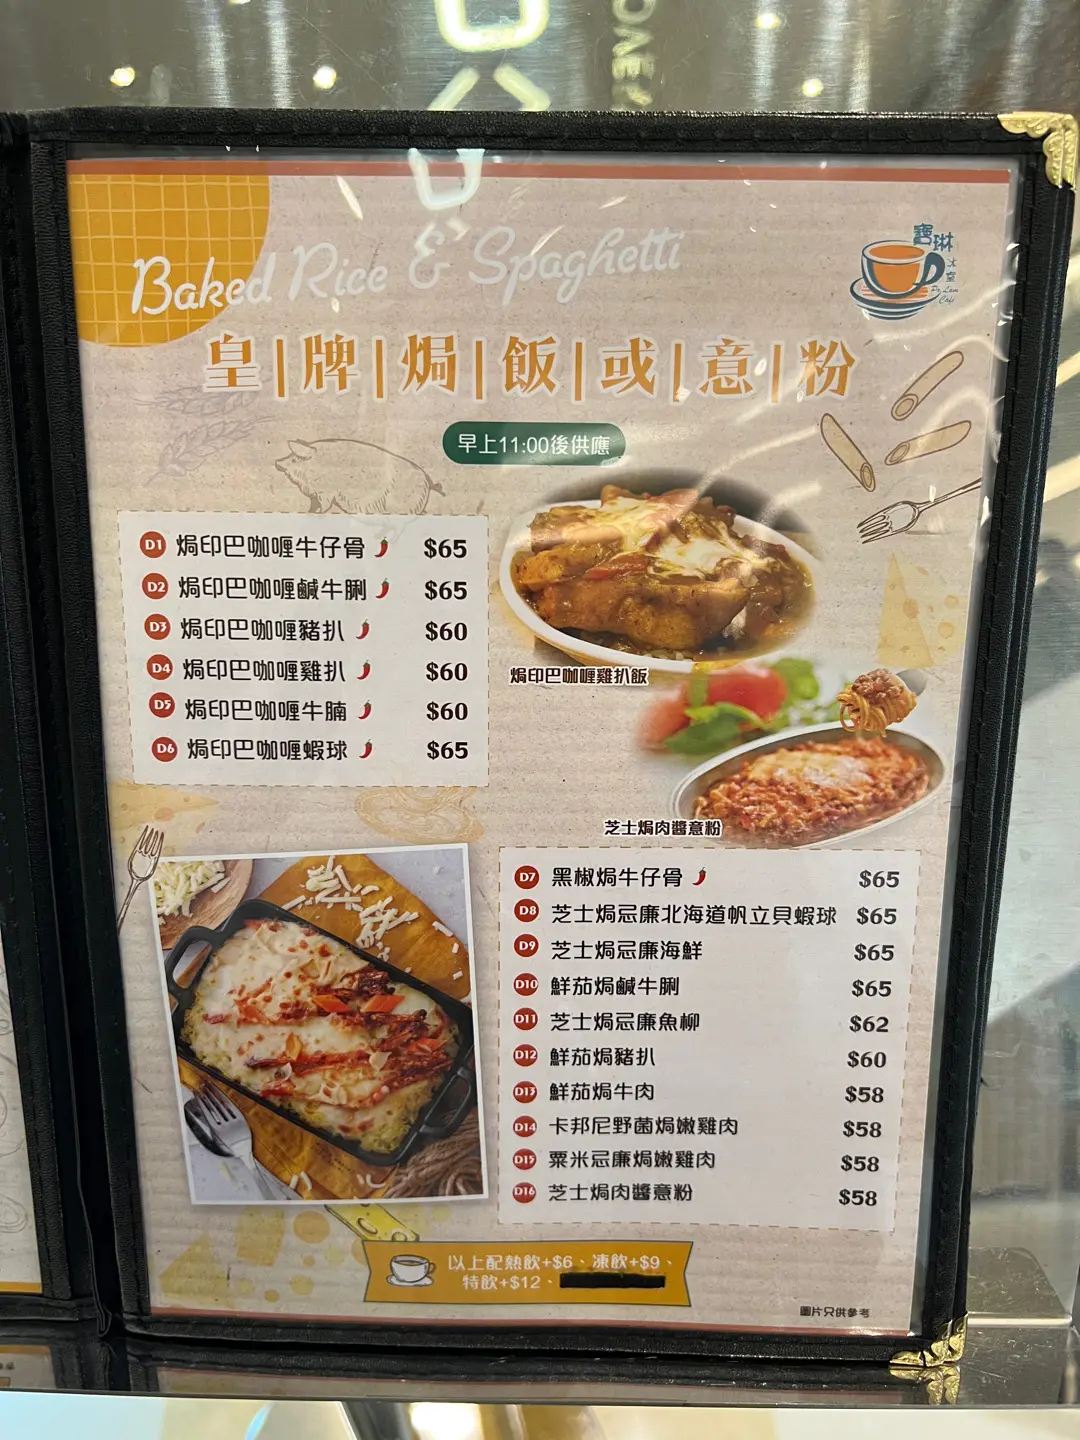 Baked Rice & Spaghetti
寶琳冰室
Po Lam
Café
皇|牌|焗|飯|或|意|粉
早上11:00後供應
D1 焗印巴咖喱牛仔骨 $65
D2 焗印巴咖喱鹹牛脷 $65
D3 焗印巴咖喱豬扒 $60
D4 焗印巴咖喱雞扒 $60
D5 焗印巴咖喱牛腩 $60
D6 焗印巴咖喱蝦球 $65
焗印巴咖喱雞扒飯
芝士焗肉醬意粉
D7 黑椒焗牛仔骨 $65
D8 芝士焗忌廉北海道帆立貝蝦球 $65
D9 芝士焗忌廉海鮮 $65
D10 鮮茄焗鹹牛脷 $65
D11 芝士焗忌廉魚柳 $62
D12 鮮茄焗豬扒 $60
D13 鮮茄焗牛肉 $58
D14 卡邦尼野菌焗嫩雞肉 $58
D15 粟米忌廉焗嫩雞肉 $58
D16 芝士焗肉醬意粉 $58
以上配熱飲+$6、凍飲+$9、
特飲+$12、
圖片只供參考